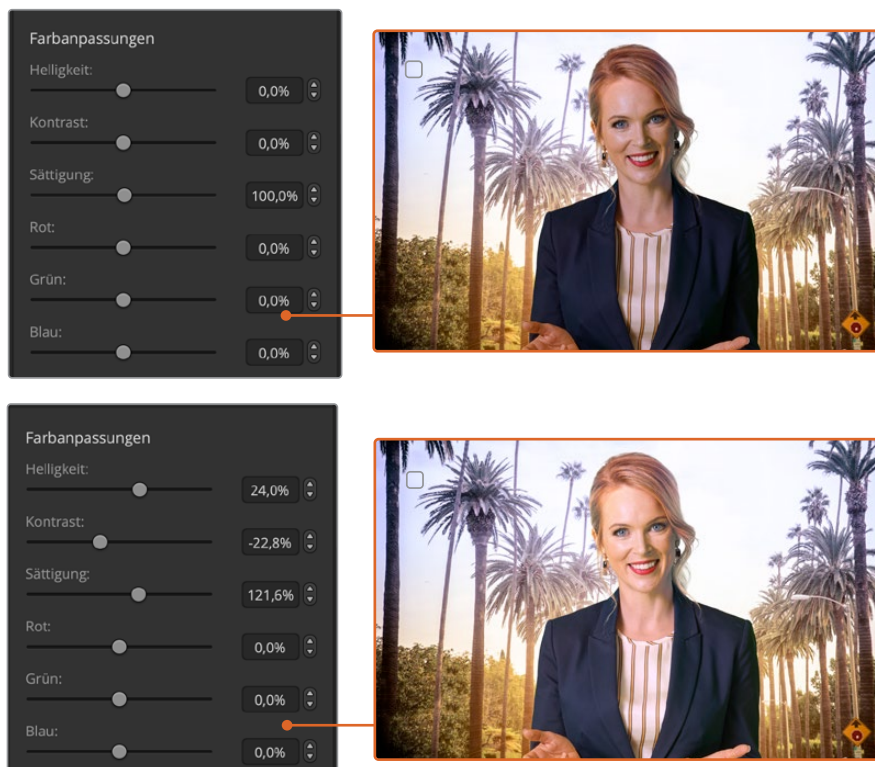 Farbanpassungen
Helligkeit:
0,0%
Kontrast:
0,0%
Sättigung:
100,0%
Rot:
0,0%
Grün:
0,0%
Blau:
0,0%
Farbanpassungen
Helligkeit:
24,0%
Kontrast:
-22,8%
Sättigung:
121,6%
Rot:
0,0%
Grün:
0,0%
Blau:
0,0%